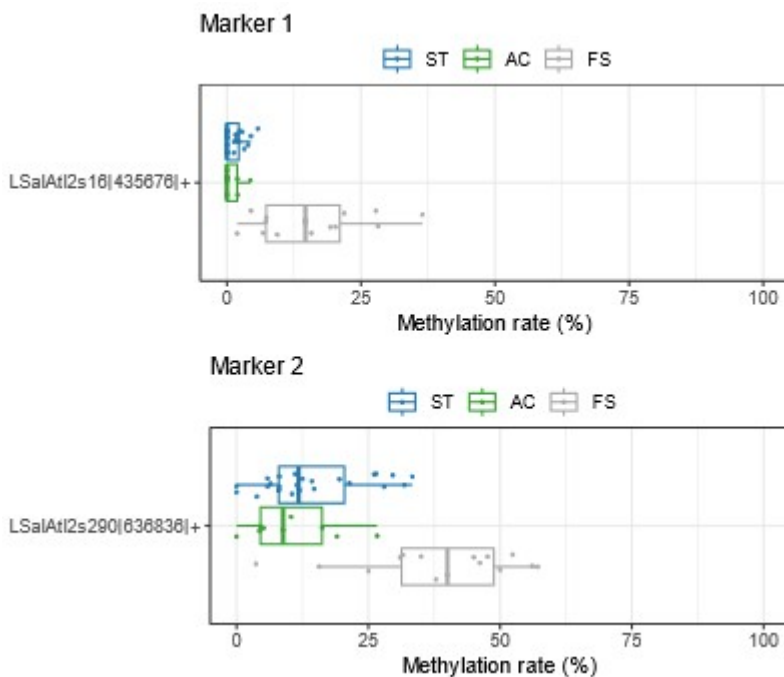 Marker 1
ST AC FS
LSalAtl2s16|435676|+
0 25 50 75 100
Methylation rate (%)
Marker 2
ST AC FS
LSalAtl2s290|636836|+
0 25 50 75 100
Methylation rate (%)